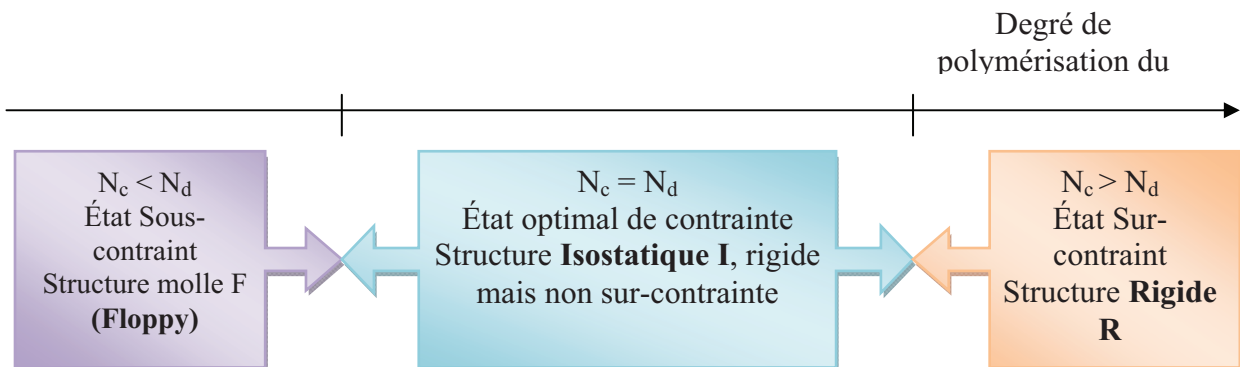 Degré de
polymérisation du
N_c < N_d
État Sous-
contraint
Structure molle F
(Floppy)
N_c = N_d
État optimal de contrainte
Structure Isostatique I, rigide
mais non sur-contrainte
N_c > N_d
État Sur-
contraint
Structure Rigide
R